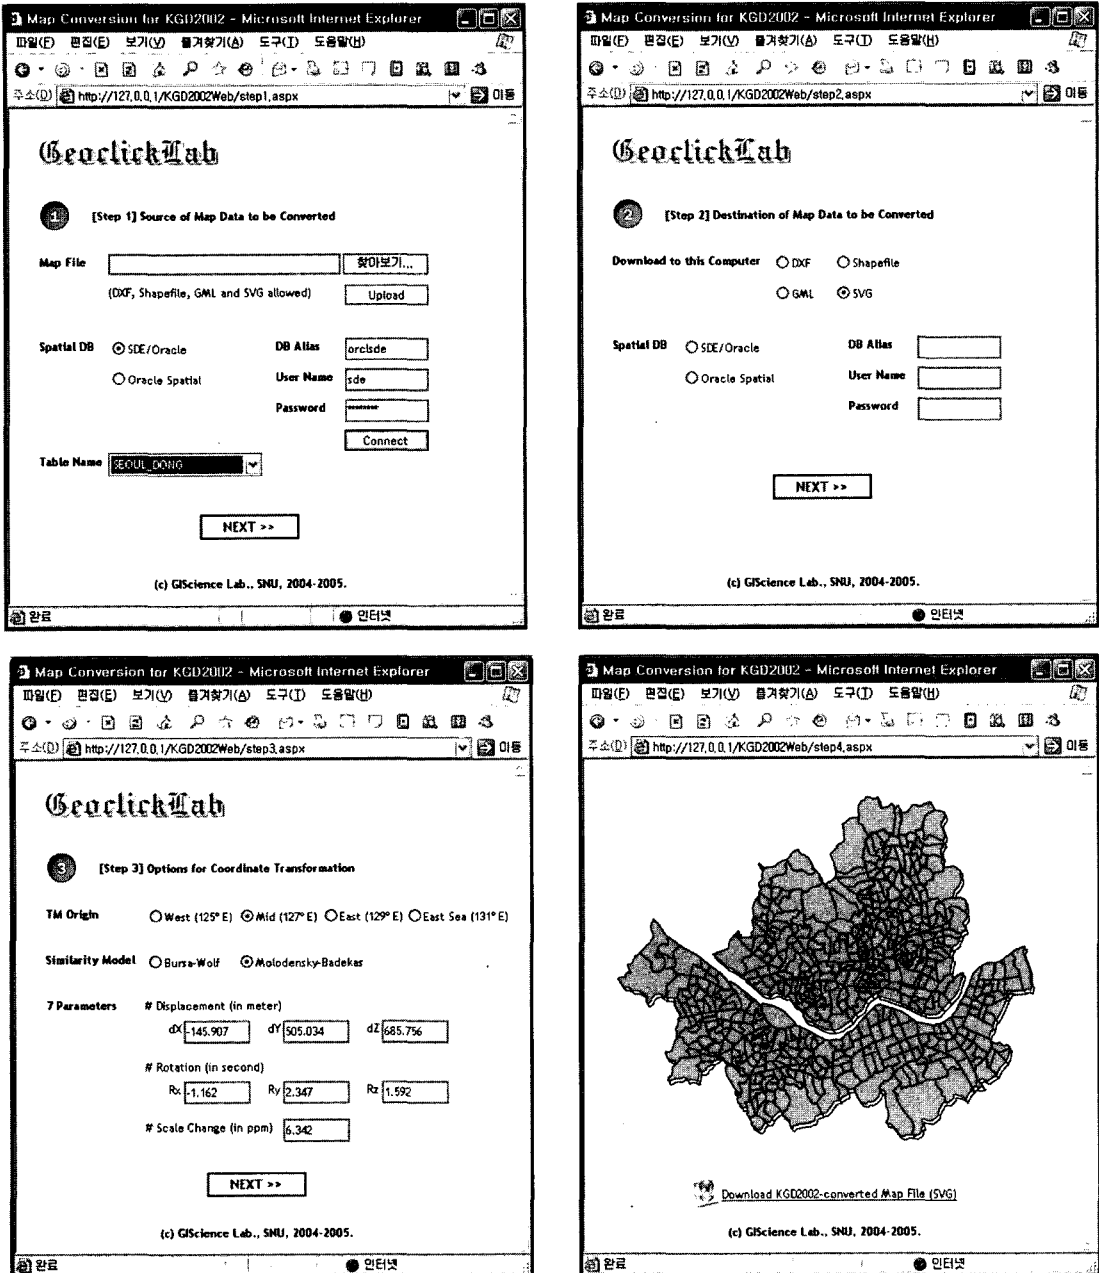 Map Conversion for KGD2002 - Microsoft Internet Explorer
파일(F) 편집(E) 보기(V) 즐겨찾기(A) 도구(T) 도움말(H)
주소(D) http://127.0.0.1/KGD2002Web/step1.aspx 이동
GeoclickLab
1 [Step 1] Source of Map Data to be Converted
Map File 찾아보기...
(DXF, Shapefile, GML and SVG allowed) Upload
Spatial DB SDE/Oracle DB Alias orclsde
Oracle Spatial User Name sde
Password ********
Connect
Table Name SEOUL_DONG
NEXT >>
(c) GIScience Lab., SNU, 2004-2005.
완료 인터넷
Map Conversion for KGD2002 - Microsoft Internet Explorer
파일(F) 편집(E) 보기(V) 즐겨찾기(A) 도구(T) 도움말(H)
주소(D) http://127.0.0.1/KGD2002Web/step2.aspx 이동
GeoclickLab
2 [Step 2] Destination of Map Data to be Converted
Download to this Computer DXF Shapefile
GML SVG
Spatial DB SDE/Oracle DB Alias
Oracle Spatial User Name
Password
NEXT >>
(c) GIScience Lab., SNU, 2004-2005.
완료 인터넷
Map Conversion for KGD2002 - Microsoft Internet Explorer
파일(F) 편집(E) 보기(V) 즐겨찾기(A) 도구(T) 도움말(H)
주소(D) http://127.0.0.1/KGD2002Web/step3.aspx 이동
GeoclickLab
3 [Step 3] Options for Coordinate Transformation
TM Origin West (125° E) Mid (127° E) East (129° E) East Sea (131° E)
Similarity Model Bursa-Wolf Molodensky-Badekas
7 Parameters # Displacement (in meter)
dX -145.907 dY 505.034 dZ 685.756
# Rotation (in second)
Rx -1.162 Ry 2.347 Rz 1.592
# Scale Change (in ppm) 6.342
NEXT >>
(c) GIScience Lab., SNU, 2004-2005.
완료 인터넷
Map Conversion for KGD2002 - Microsoft Internet Explorer
파일(F) 편집(E) 보기(V) 즐겨찾기(A) 도구(T) 도움말(H)
주소(D) http://127.0.0.1/KGD2002Web/step4.aspx 이동
Download KGD2002-converted Map File (SVG)
(c) GIScience Lab., SNU, 2004-2005.
완료 인터넷